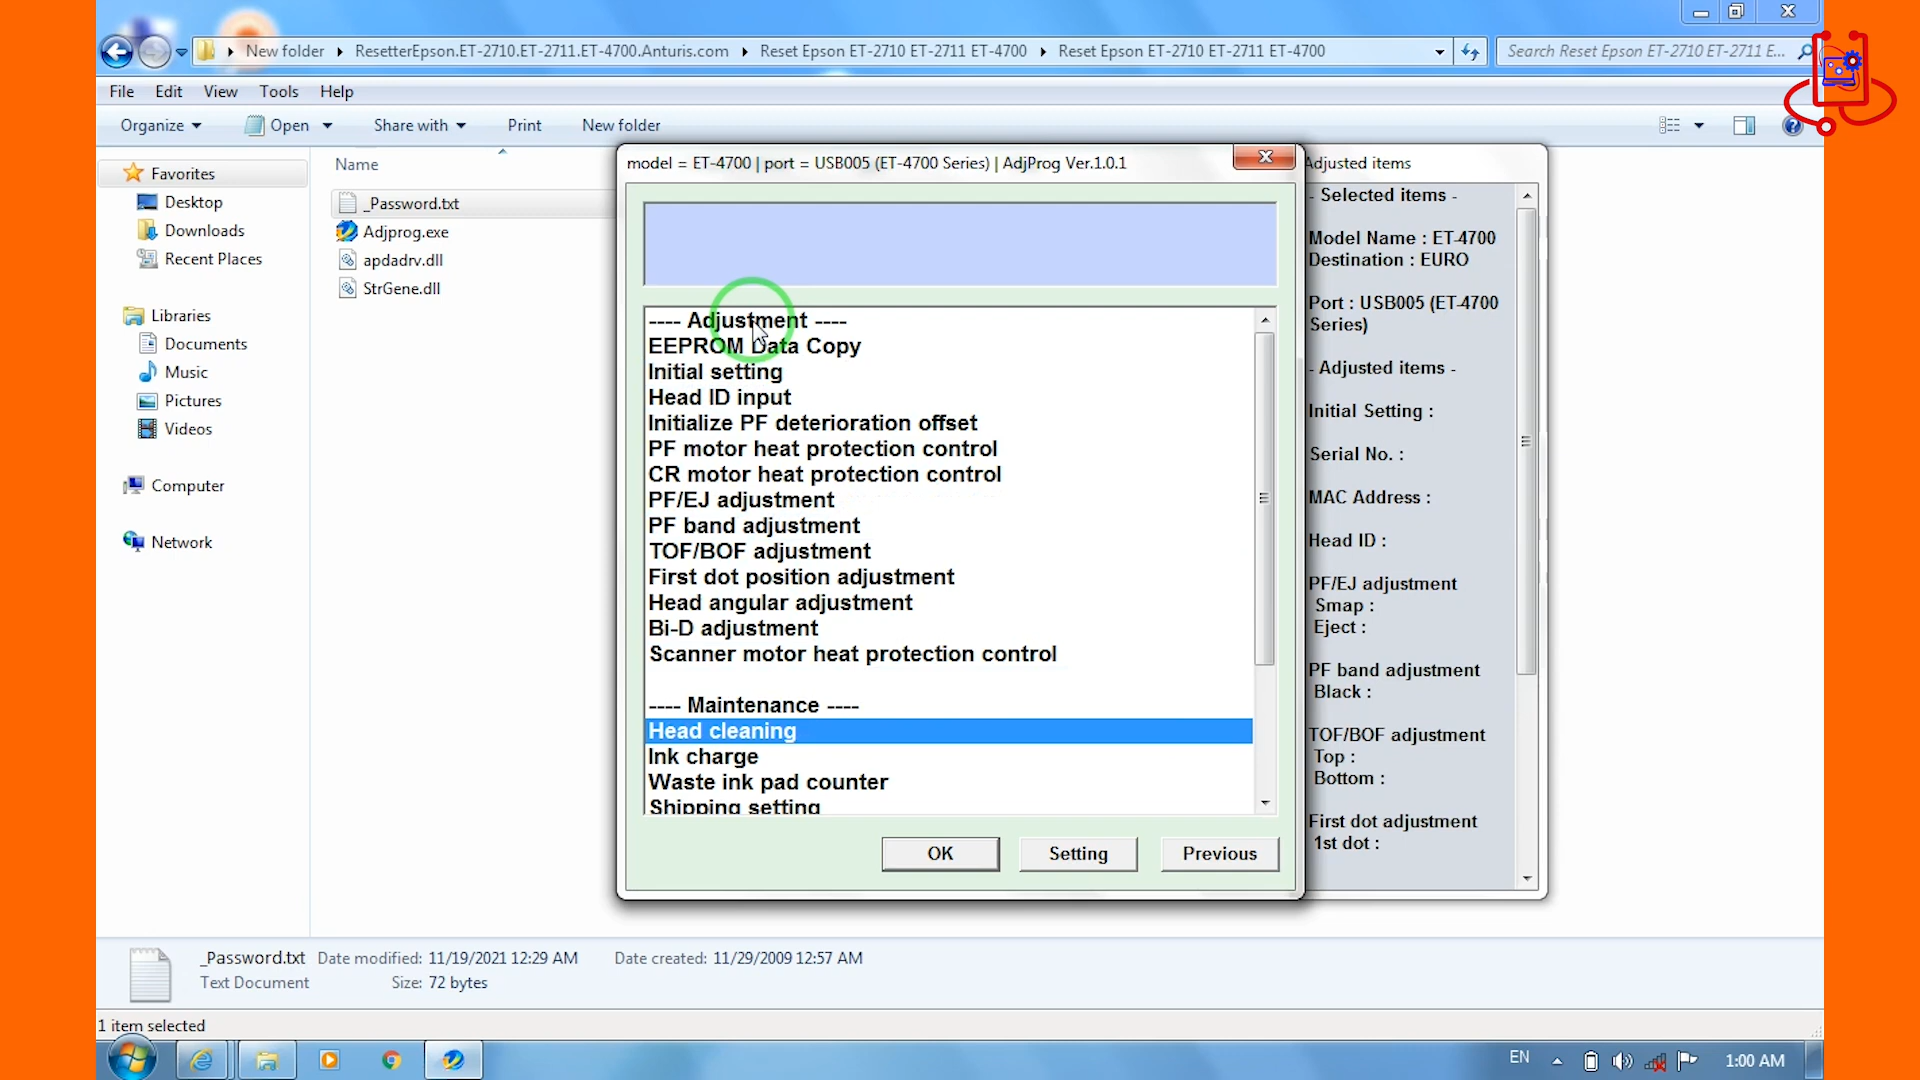 New folder ResetterEpson.ET-2710.ET-2711.ET-4700.Anturis.com Reset Epson ET-2710 ET-2711 ET-4700 Reset Epson ET-2710 ET-2711 ET-4700
Search Reset Epson ET-2710 ET-2711 E...
File Edit View Tools Help
Organize Open Share with Print New folder
Favorites
Desktop
Downloads
Recent Places
Libraries
Documents
Music
Pictures
Videos
Computer
Network
Name
_Password.txt
Adjprog.exe
apdadrv.dll
StrGene.dll
model = ET-4700 | port = USB005 (ET-4700 Series) | AdjProg Ver.1.0.1
---- Adjustment ----
EEPROM Data Copy
Initial setting
Head ID input
Initialize PF deterioration offset
PF motor heat protection control
CR motor heat protection control
PF/EJ adjustment
PF band adjustment
TOF/BOF adjustment
First dot position adjustment
Head angular adjustment
Bi-D adjustment
Scanner motor heat protection control
---- Maintenance ----
Head cleaning
Ink charge
Waste ink pad counter
Shipping setting
OK Setting Previous
Adjusted items
- Selected items -
Model Name : ET-4700
Destination : EURO
Port : USB005 (ET-4700
Series)
- Adjusted items -
Initial Setting :
Serial No. :
MAC Address :
Head ID :
PF/EJ adjustment
Smap :
Eject :
PF band adjustment
Black :
TOF/BOF adjustment
Top :
Bottom :
First dot adjustment
1st dot :
_Password.txt Date modified: 11/19/2021 12:29 AM Date created: 11/29/2009 12:57 AM
Text Document Size: 72 bytes
1 item selected
EN 1:00 AM